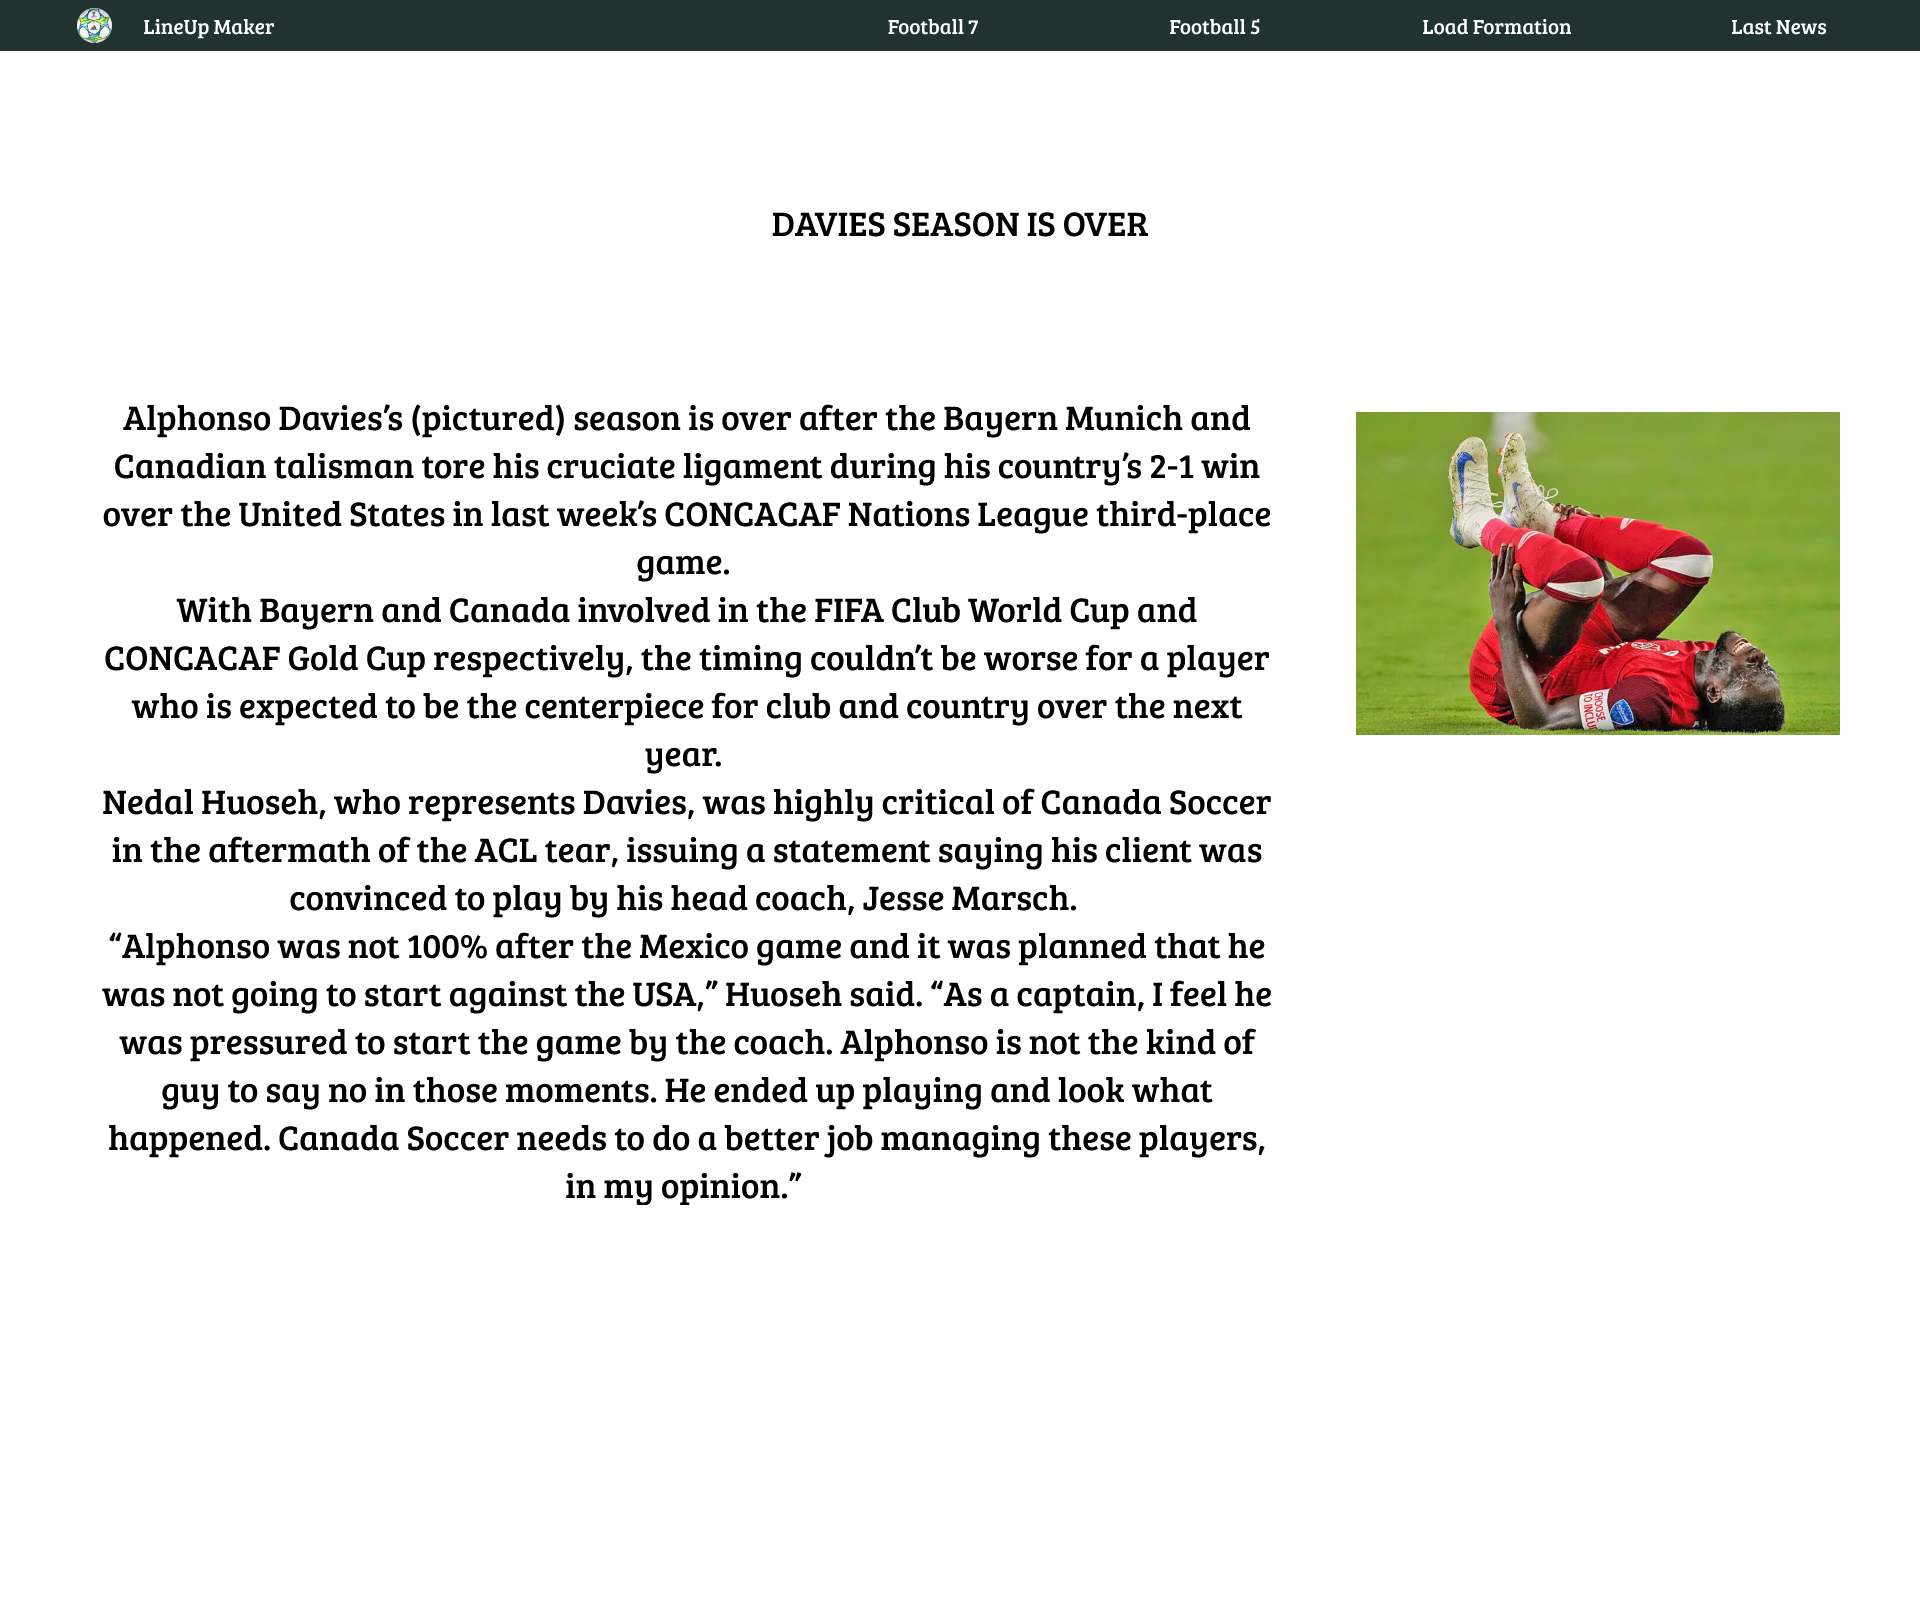 LineUp Maker
Football 7
Football 5
Load Formation
Last News
DAVIES SEASON IS OVER
Alphonso Davies’s (pictured) season is over after the Bayern Munich and
Canadian talisman tore his cruciate ligament during his country’s 2-1 win
over the United States in last week’s CONCACAF Nations League third-place
game.
With Bayern and Canada involved in the FIFA Club World Cup and
CONCACAF Gold Cup respectively, the timing couldn’t be worse for a player
who is expected to be the centerpiece for club and country over the next
year.
Nedal Huoseh, who represents Davies, was highly critical of Canada Soccer
in the aftermath of the ACL tear, issuing a statement saying his client was
convinced to play by his head coach, Jesse Marsch.
“Alphonso was not 100% after the Mexico game and it was planned that he
was not going to start against the USA,” Huoseh said. “As a captain, I feel he
was pressured to start the game by the coach. Alphonso is not the kind of
guy to say no in those moments. He ended up playing and look what
happened. Canada Soccer needs to do a better job managing these players,
in my opinion.”
CHOOSE